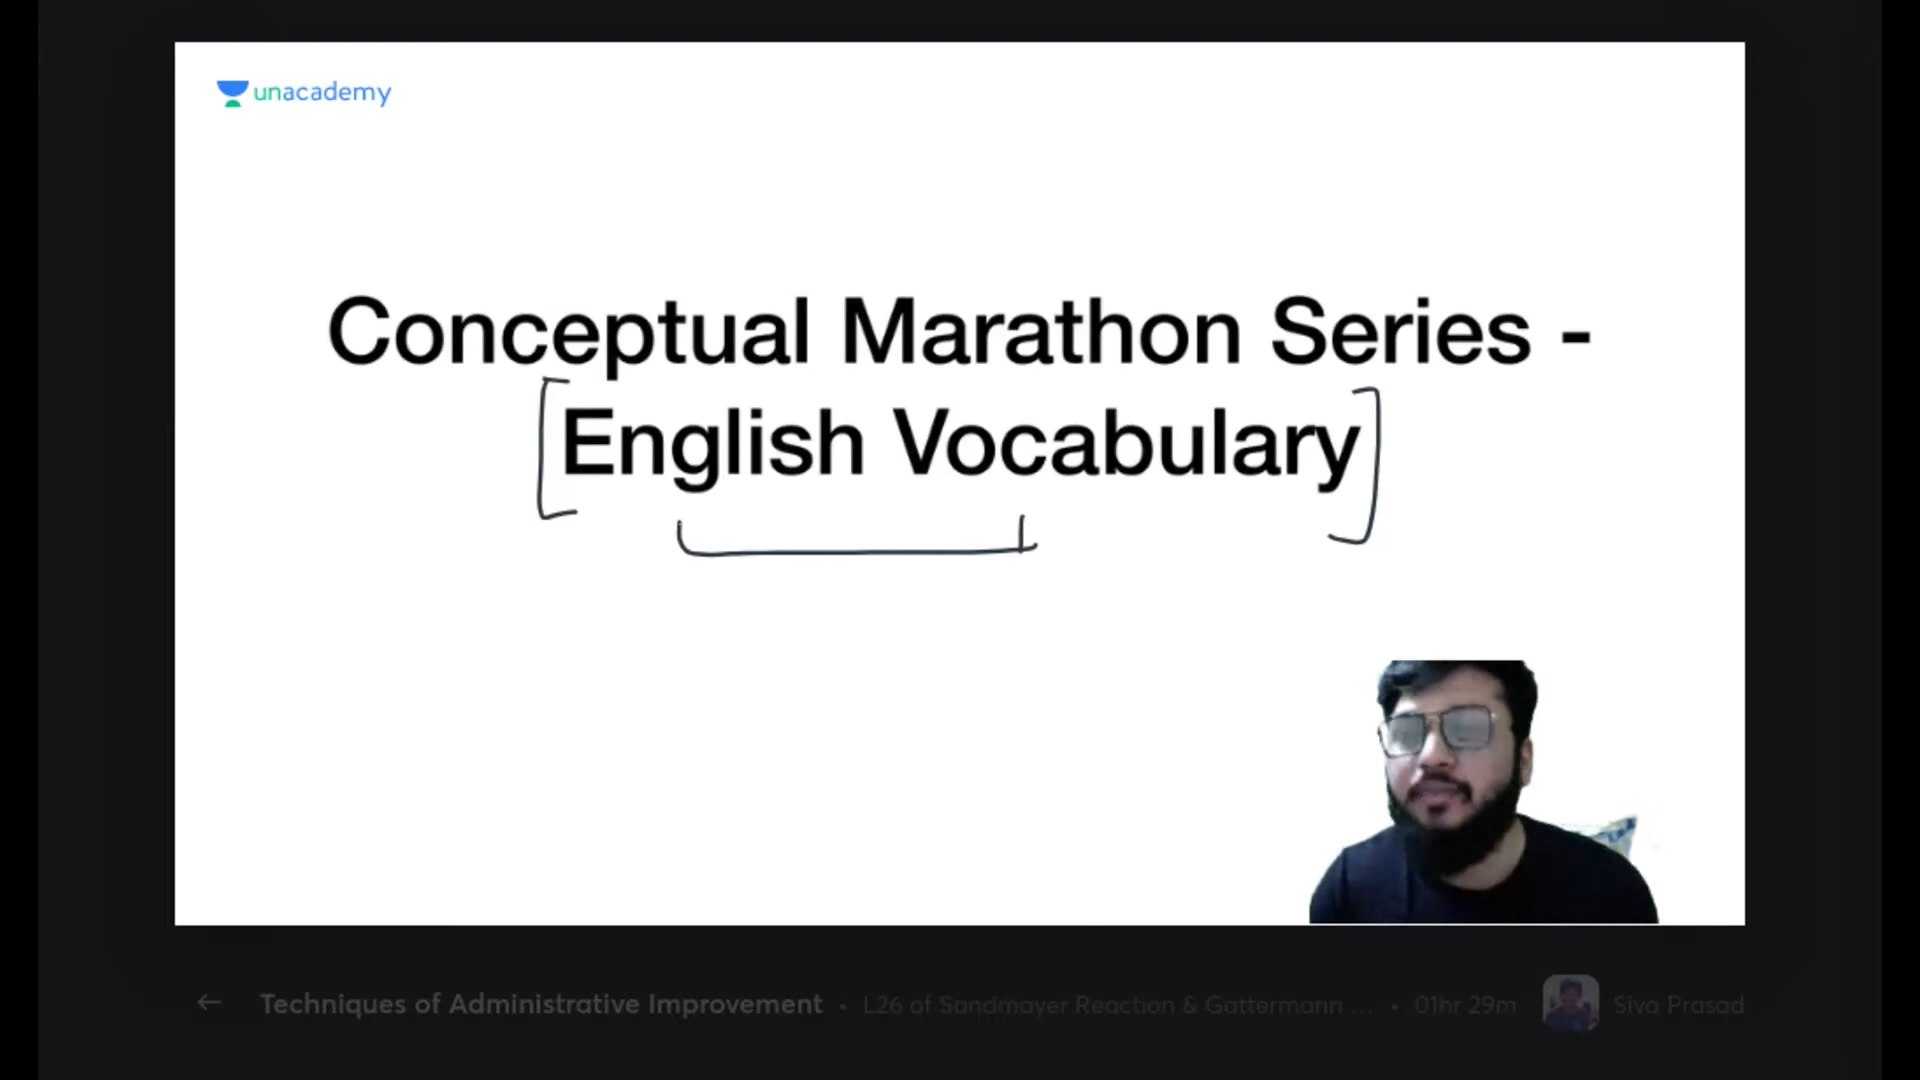 unacademy
Conceptual Marathon Series -
English Vocabulary
← Techniques of Administrative Improvement • L26 of Sandmayer Reaction & Gattermann ... • 01hr 29m Siva Prasad